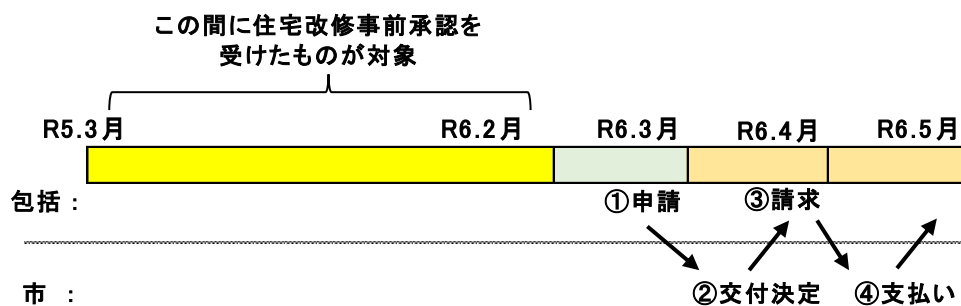 この間に住宅改修事前承認を
受けたものが対象
R5.3月
R6.2月
R6.3月
R6.4月
R6.5月
包括：
①申請
③請求
市　：
②交付決定
④支払い